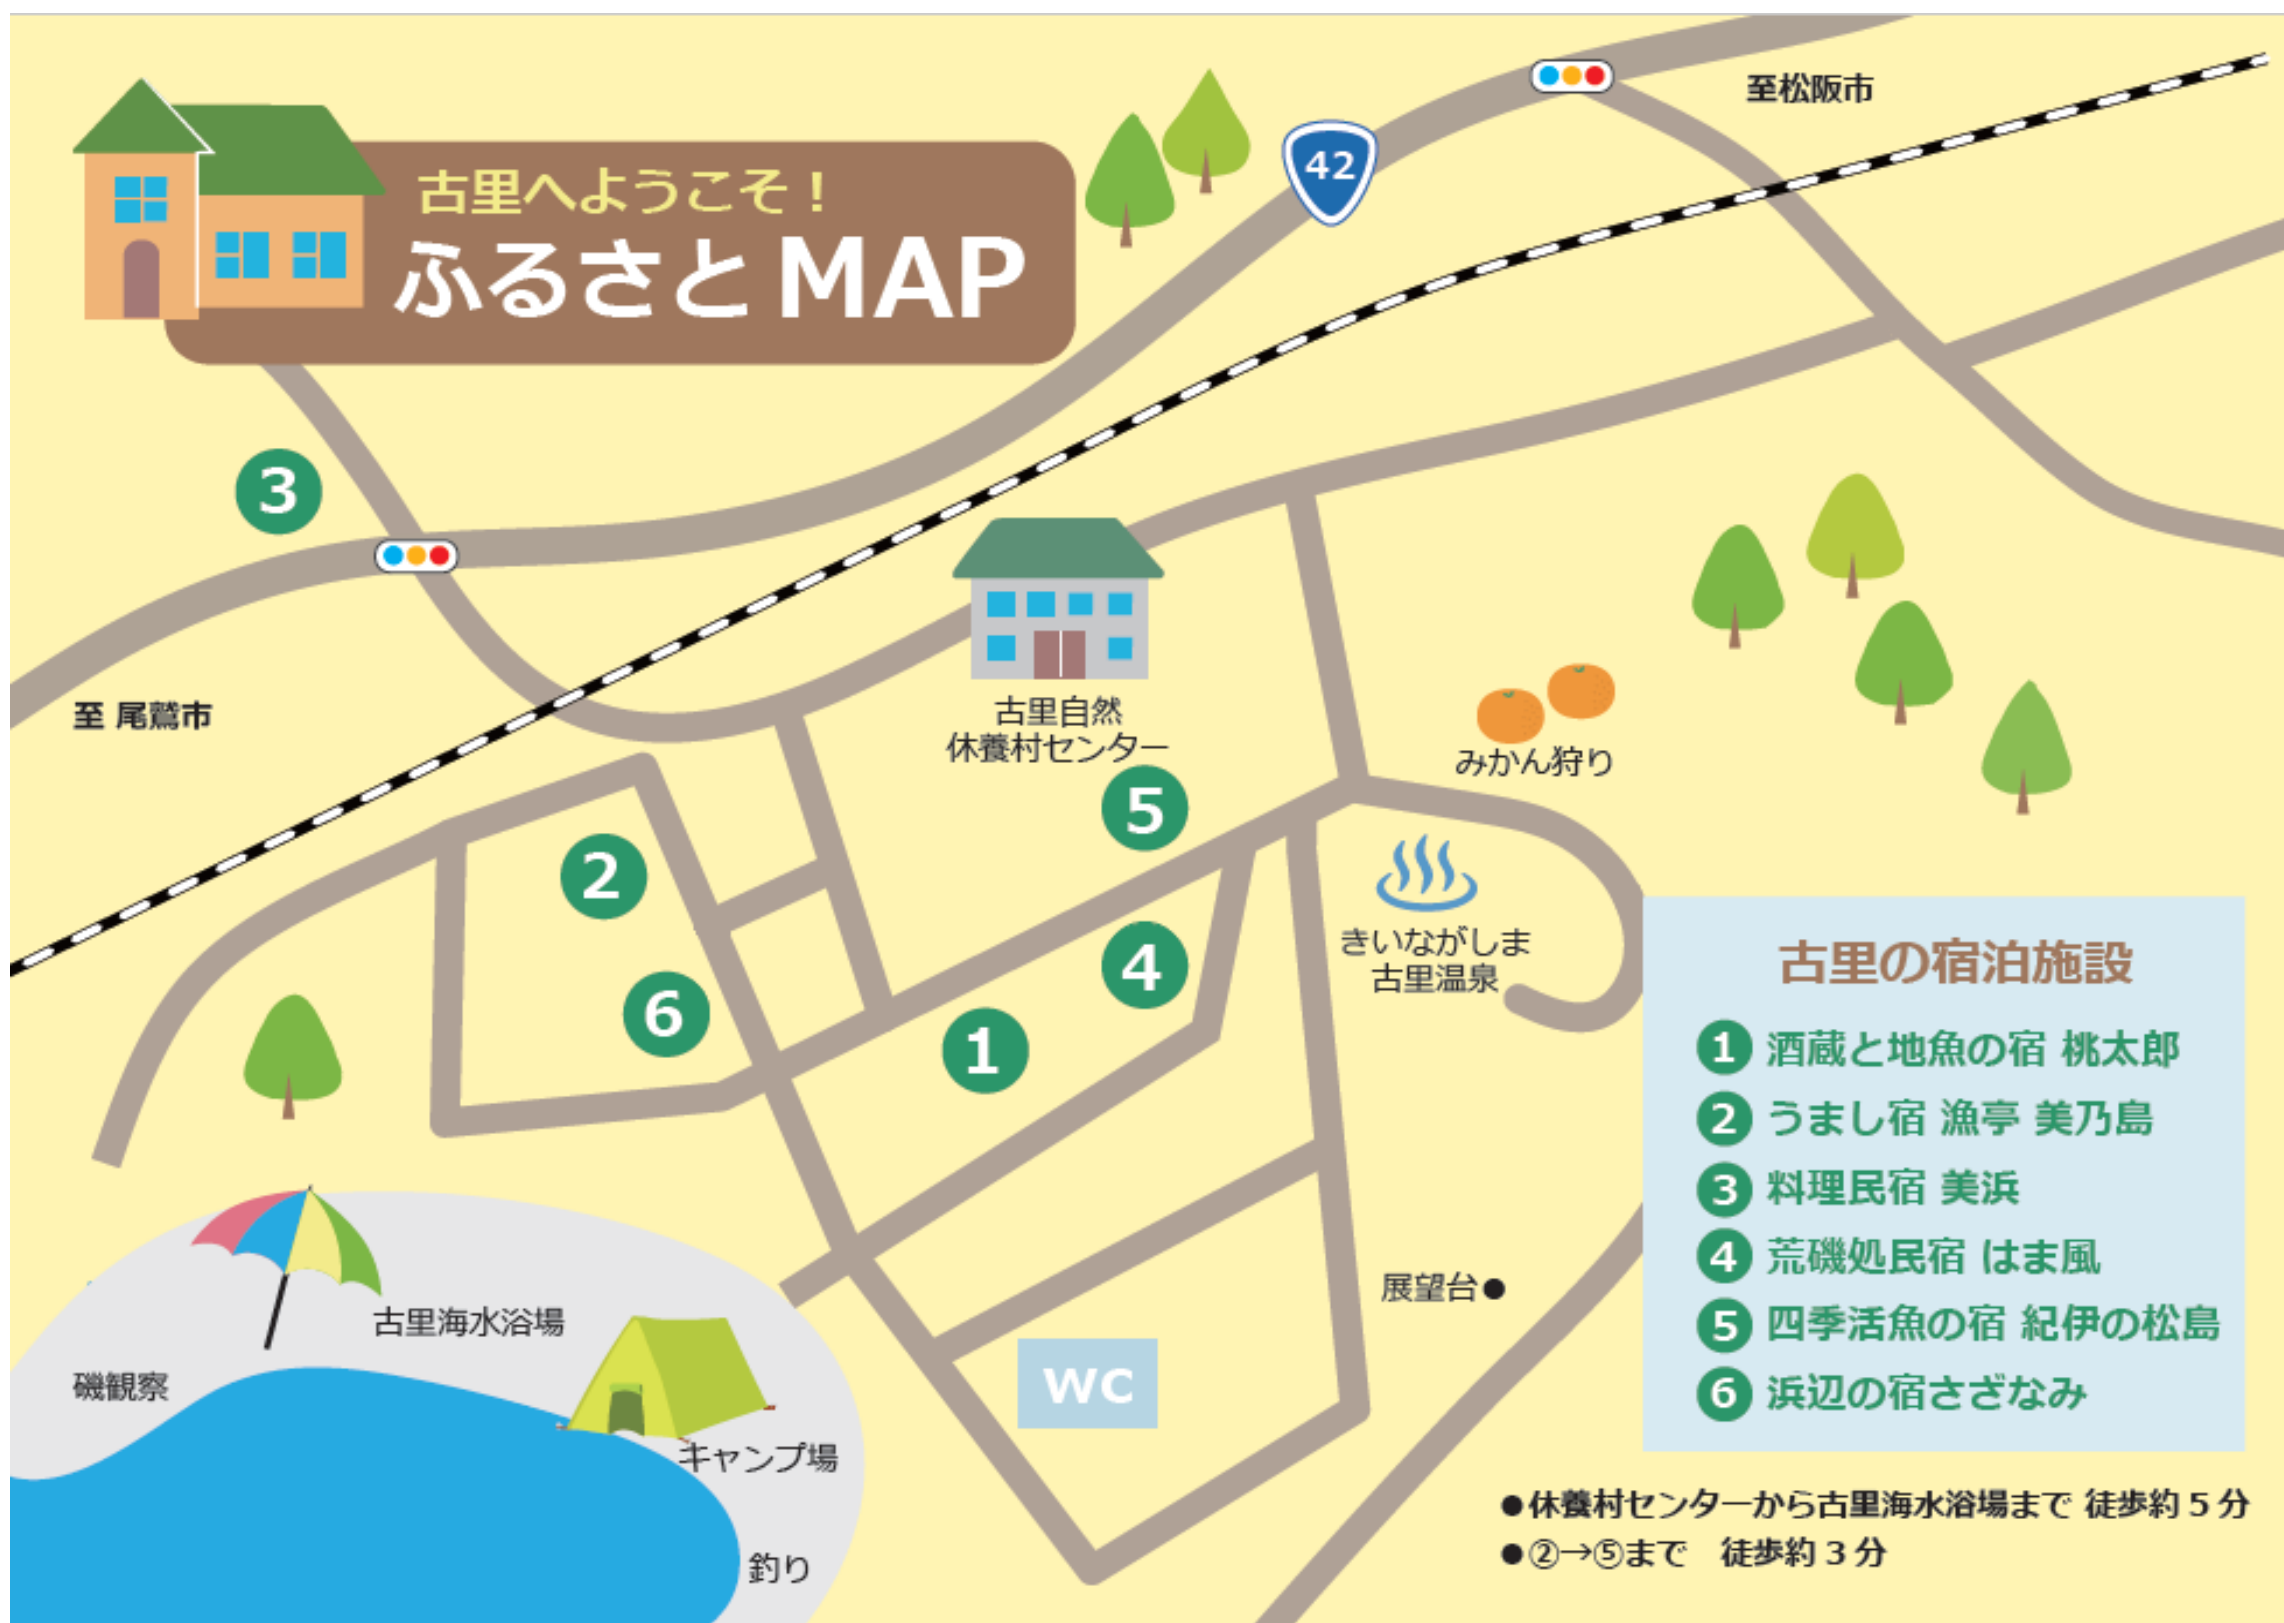 古里へようこそ！
ふるさとMAP
42
至松阪市
3
至 尾鷲市
古里自然
休養村センター
みかん狩り
5
2
きいながしま
古里温泉
4
6
1
古里の宿泊施設
1 酒蔵と地魚の宿 桃太郎
2 うまし宿 漁亭 美乃島
3 料理民宿 美浜
4 荒磯処民宿 はま風
5 四季活魚の宿 紀伊の松島
6 浜辺の宿さざなみ
展望台●
古里海水浴場
磯観察
WC
キャンプ場
釣り
●休養村センターから古里海水浴場まで 徒歩約5分
●②→⑤まで　徒歩約3分